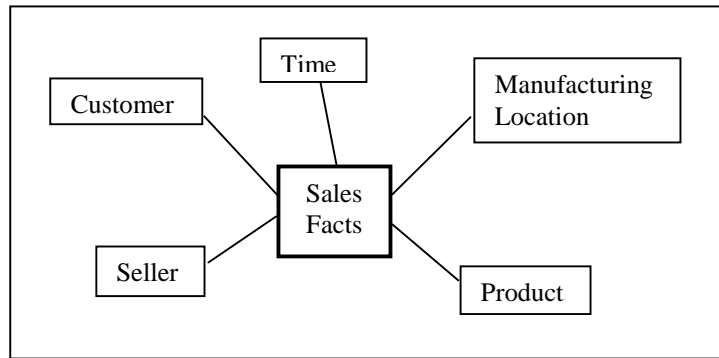 Time
Manufacturing
Location
Customer
Sales
Facts
Seller
Product